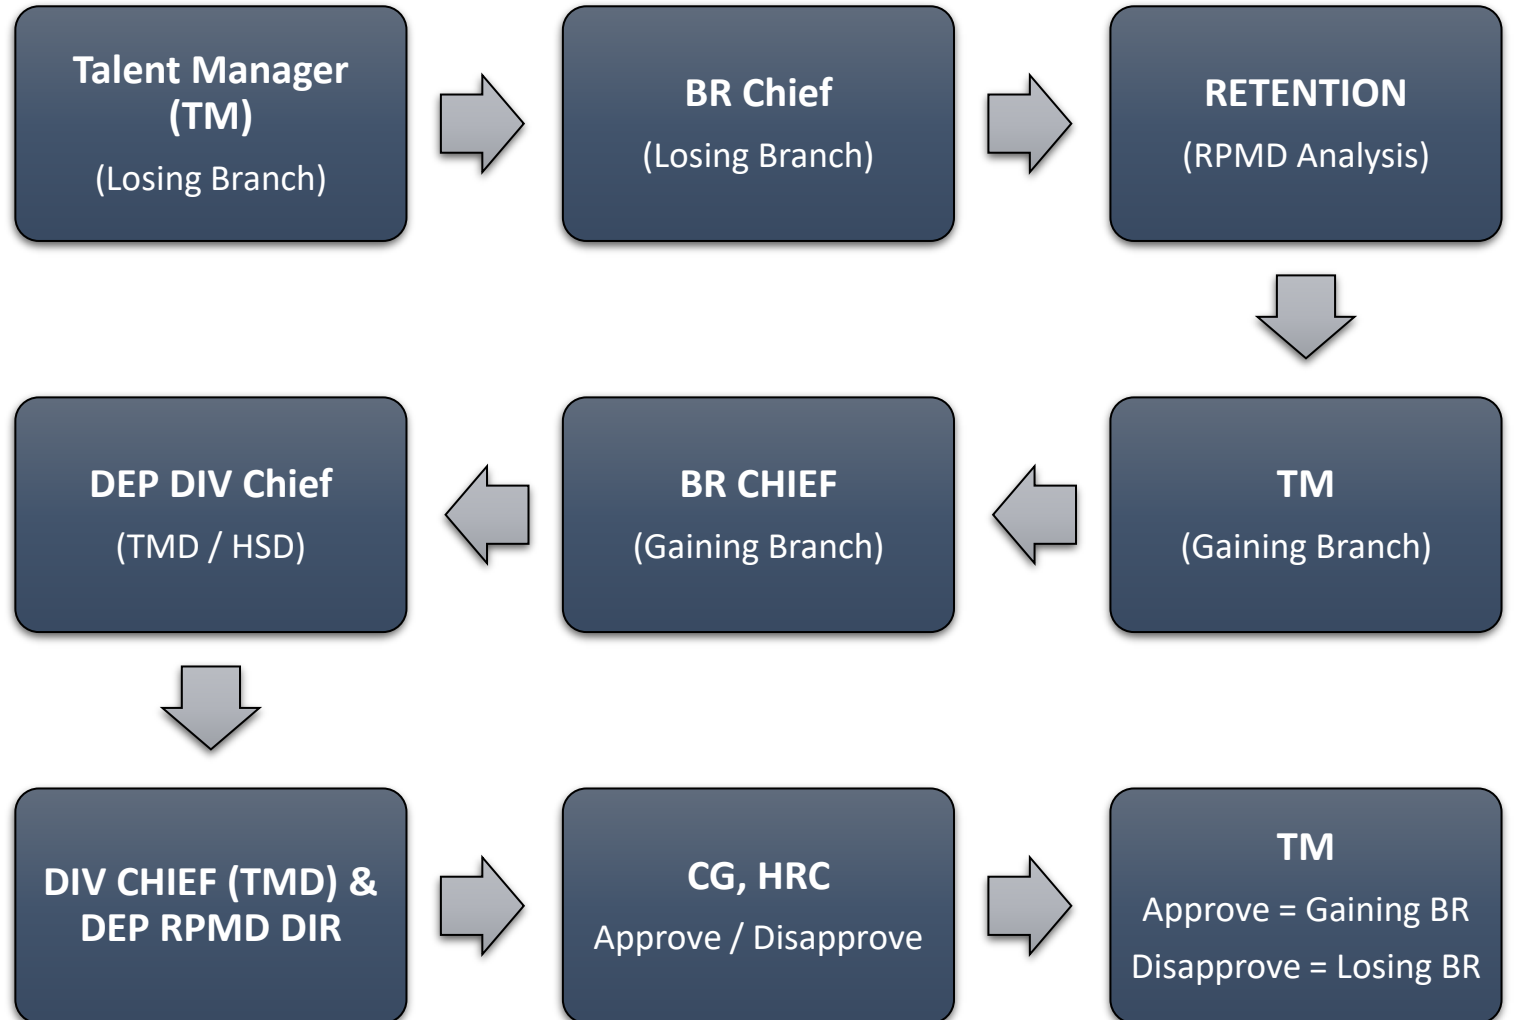 Talent Manager
(TM)
(Losing Branch)
BR Chief
(Losing Branch)
RETENTION
(RPMD Analysis)
TM
(Gaining Branch)
BR CHIEF
(Gaining Branch)
DEP DIV Chief
(TMD / HSD)
DIV CHIEF (TMD) &
DEP RPMD DIR
CG, HRC
Approve / Disapprove
TM
Approve = Gaining BR
Disapprove = Losing BR